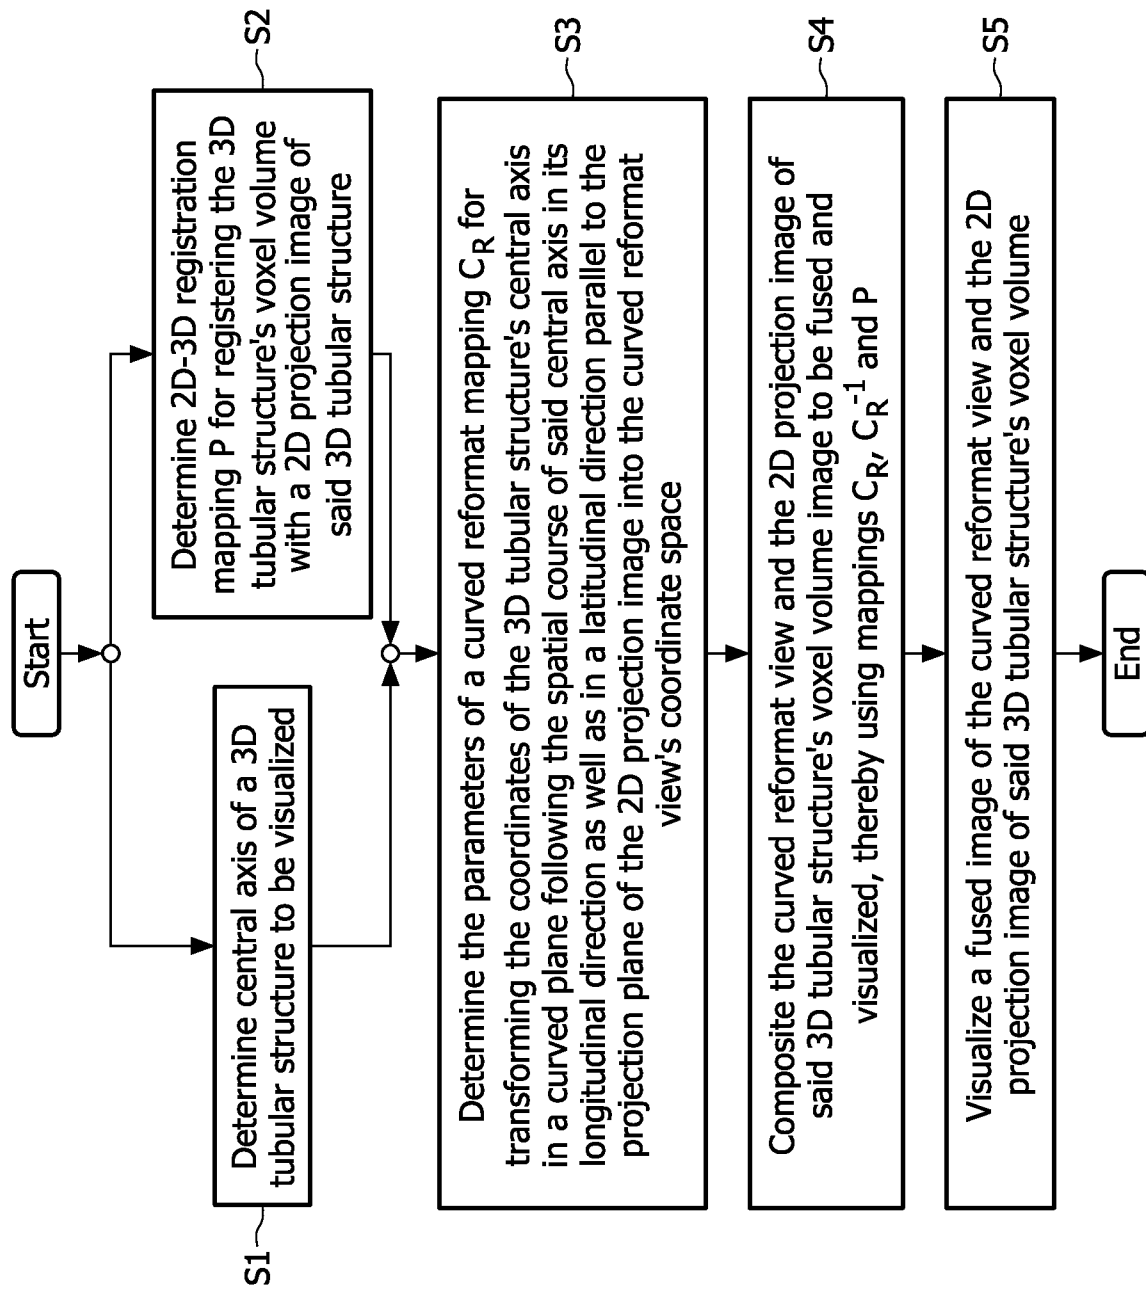 Start
S1
Determine central axis of a 3D
tubular structure to be visualized
S2
Determine 2D-3D registration
mapping P for registering the 3D
tubular structure's voxel volume
with a 2D projection image of
said 3D tubular structure
S3
Determine the parameters of a curved reformat mapping C_R for
transforming the coordinates of the 3D tubular structure's central axis
in a curved plane following the spatial course of said central axis in its
longitudinal direction as well as in a latitudinal direction parallel to the
projection plane of the 2D projection image into the curved reformat
view's coordinate space
S4
Composite the curved reformat view and the 2D projection image of
said 3D tubular structure's voxel volume image to be fused and
visualized, thereby using mappings C_R, C_R^-1 and P
S5
Visualize a fused image of the curved reformat view and the 2D
projection image of said 3D tubular structure's voxel volume
End